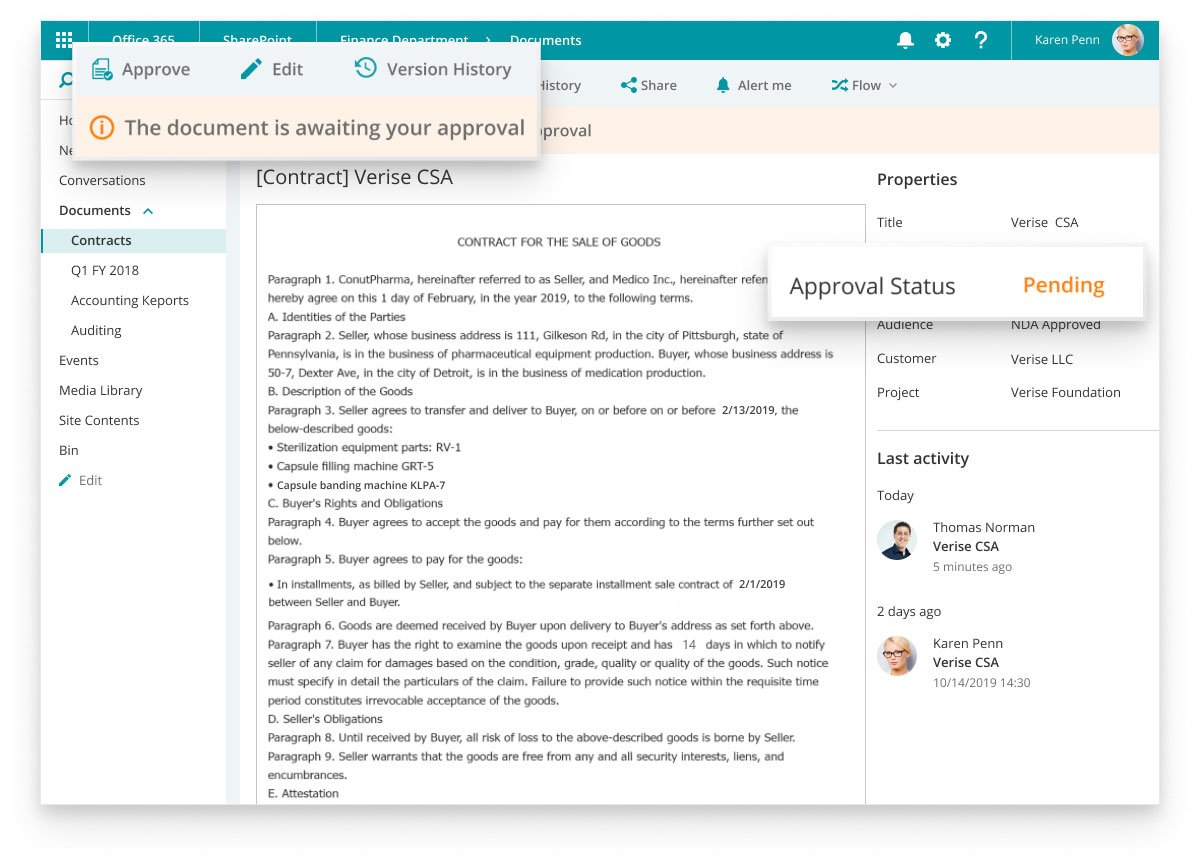 Office 365 SharePoint Finance Department > Documents Karen Penn
Approve Edit Version History
History Share Alert me Flow
The document is awaiting your approval
Conversations
Documents
Contracts
Q1 FY 2018
Accounting Keports
Auditing
Events
Media Library
Site Contents
Bin
Edit
[Contract] Verise CSA
CONTRACT FOR THE SALE OF GOODS
Paragraph 1. ConutPharma, hereinafter referred to as Seller, and Medico Inc., hereinafter
hereby agree on this 1 day of February, in the year 2019, to the following terms.
A. Identities of the Parties
Paragraph 2. Seller, whose business address is 111, Gilkeson Rd, in the city of Pittsburgh, state of
Pennsylvania, is in the business of pharmaceutical equipment production. Buyer, whose business address is
50-7, Dexter Ave, in the city of Detroit, is in the business of medication production.
B. Description of the Goods
Paragraph 3. Seller agrees to transfer and deliver to Buyer, on or before on or before 2/13/2019, the
below-described goods:
• Sterilization equipment parts: RV-1
• Capsule filling machine GRT-5
• Capsule banding machine KLPA-7
C. Buyer's Rights and Obligations
Paragraph 4. Buyer agrees to accept the goods and pay for them according to the terms further set out
below.
Paragraph 5. Buyer agrees to pay for the goods:
• In installments, as billed by Seller, and subject to the separate installment sale contract of 2/1/2019
between Seller and Buyer.
Paragraph 6. Goods are deemed received by Buyer upon delivery to Buyer's address as set forth above.
Paragraph 7. Buyer has the right to examine the goods upon receipt and has 14 days in which to notify
seller of any claim for damages based on the condition, grade, quality or quality of the goods. Such notice
must specify in detail the particulars of the claim. Failure to provide such notice within the requisite time
period constitutes irrevocable acceptance of the goods.
D. Seller's Obligations
Paragraph 8. Until received by Buyer, all risk of loss to the above-described goods is borne by Seller.
Paragraph 9. Seller warrants that the goods are free from any and all security interests, liens, and
encumbrances.
E. Attestation
Properties
Title Verise CSA
Approval Status Pending
Audience NDA Approved
Customer Verise LLC
Project Verise Foundation
Last activity
Today
Thomas Norman
Verise CSA
5 minutes ago
2 days ago
Karen Penn
Verise CSA
10/14/2019 14:30